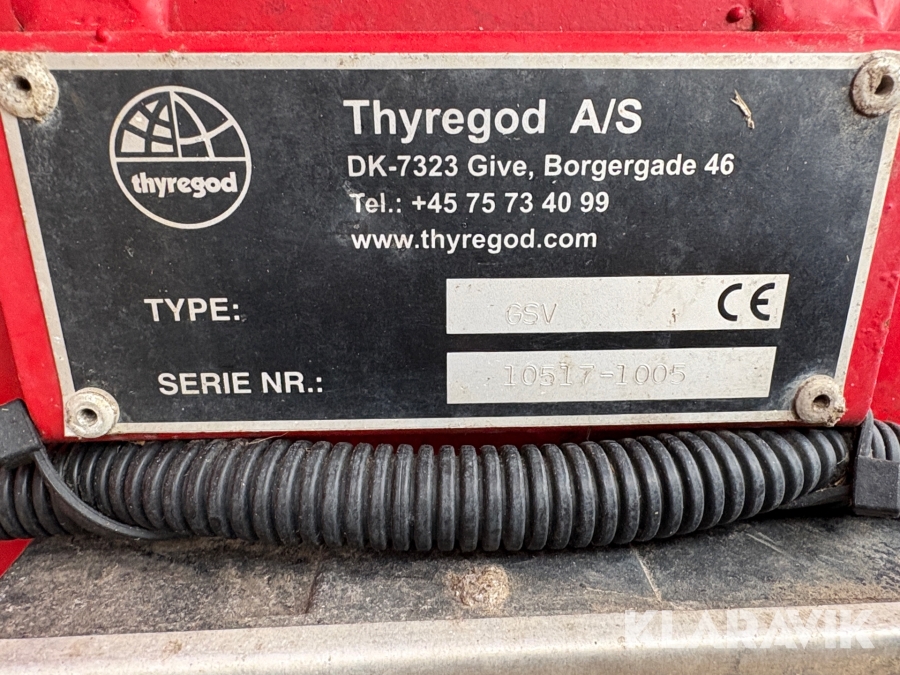 thyregod
Thyregod A/S
DK-7323 Give, Borgergade 46
Tel.: +45 75 73 40 99
www.thyregod.com
TYPE: GSV CE
SERIE NR.: 10517-1005
KLARAVIK